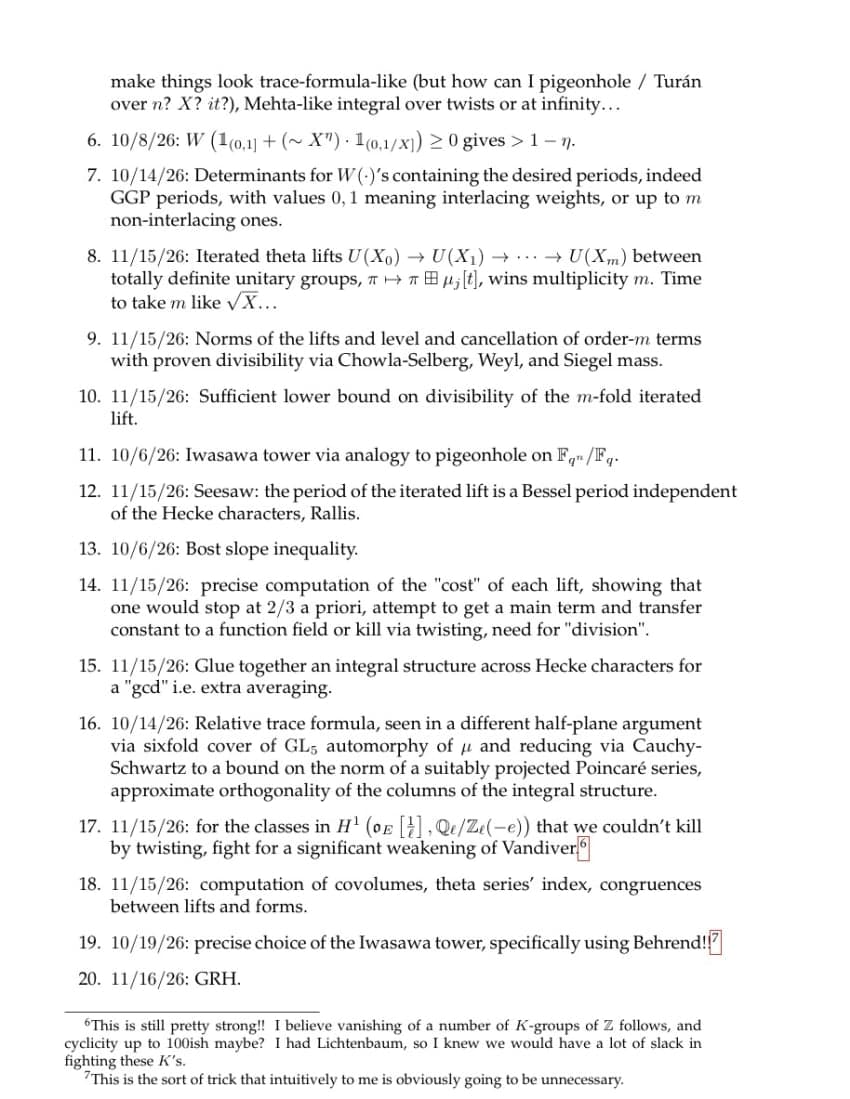 make things look trace-formula-like (but how can I pigeonhole / Turán
over n? X? it?), Mehta-like integral over twists or at infinity...
6. 10/8/26: W (𝟙_{(0,1]} + (∼ X^η) · 𝟙_{(0,1/X]}) ≥ 0 gives > 1 − η.
7. 10/14/26: Determinants for W(·)'s containing the desired periods, indeed
GGP periods, with values 0, 1 meaning interlacing weights, or up to m
non-interlacing ones.
8. 11/15/26: Iterated theta lifts U(X₀) → U(X₁) → ··· → U(Xₘ) between
totally definite unitary groups, π ↦ π ⊞ μⱼ[t], wins multiplicity m. Time
to take m like √X...
9. 11/15/26: Norms of the lifts and level and cancellation of order-m terms
with proven divisibility via Chowla-Selberg, Weyl, and Siegel mass.
10. 11/15/26: Sufficient lower bound on divisibility of the m-fold iterated
lift.
11. 10/6/26: Iwasawa tower via analogy to pigeonhole on 𝔽_{qⁿ}/𝔽_q.
12. 11/15/26: Seesaw: the period of the iterated lift is a Bessel period independent
of the Hecke characters, Rallis.
13. 10/6/26: Bost slope inequality.
14. 11/15/26: precise computation of the "cost" of each lift, showing that
one would stop at 2/3 a priori, attempt to get a main term and transfer
constant to a function field or kill via twisting, need for "division".
15. 11/15/26: Glue together an integral structure across Hecke characters for
a "gcd" i.e. extra averaging.
16. 10/14/26: Relative trace formula, seen in a different half-plane argument
via sixfold cover of GL₅ automorphy of μ and reducing via Cauchy-
Schwartz to a bound on the norm of a suitably projected Poincaré series,
approximate orthogonality of the columns of the integral structure.
17. 11/15/26: for the classes in H¹ (𝔬_E [1/ℓ], ℚ_ℓ/ℤ_ℓ(−e)) that we couldn't kill
by twisting, fight for a significant weakening of Vandiver.⁶
18. 11/15/26: computation of covolumes, theta series' index, congruences
between lifts and forms.
19. 10/19/26: precise choice of the Iwasawa tower, specifically using Behrend!!⁷
20. 11/16/26: GRH.
⁶This is still pretty strong!! I believe vanishing of a number of K-groups of ℤ follows, and
cyclicity up to 100ish maybe? I had Lichtenbaum, so I knew we would have a lot of slack in
fighting these K's.
⁷This is the sort of trick that intuitively to me is obviously going to be unnecessary.